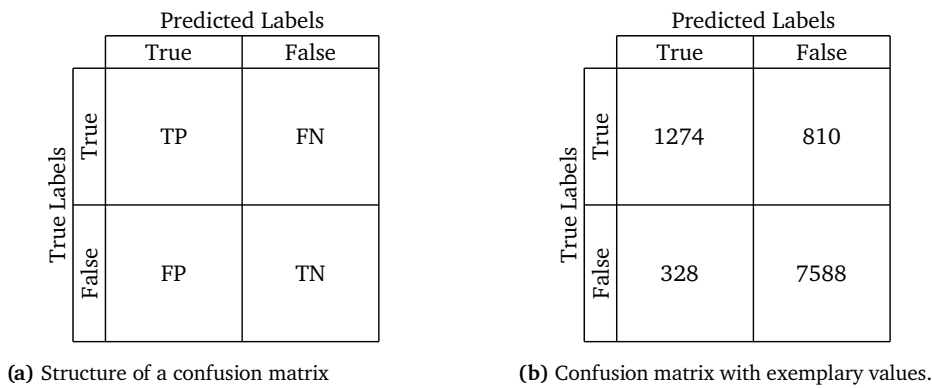 Predicted Labels
True False
True Labels
True
TP FN
False
FP TN
(a) Structure of a confusion matrix
Predicted Labels
True False
True Labels
True
1274 810
False
328 7588
(b) Confusion matrix with exemplary values.